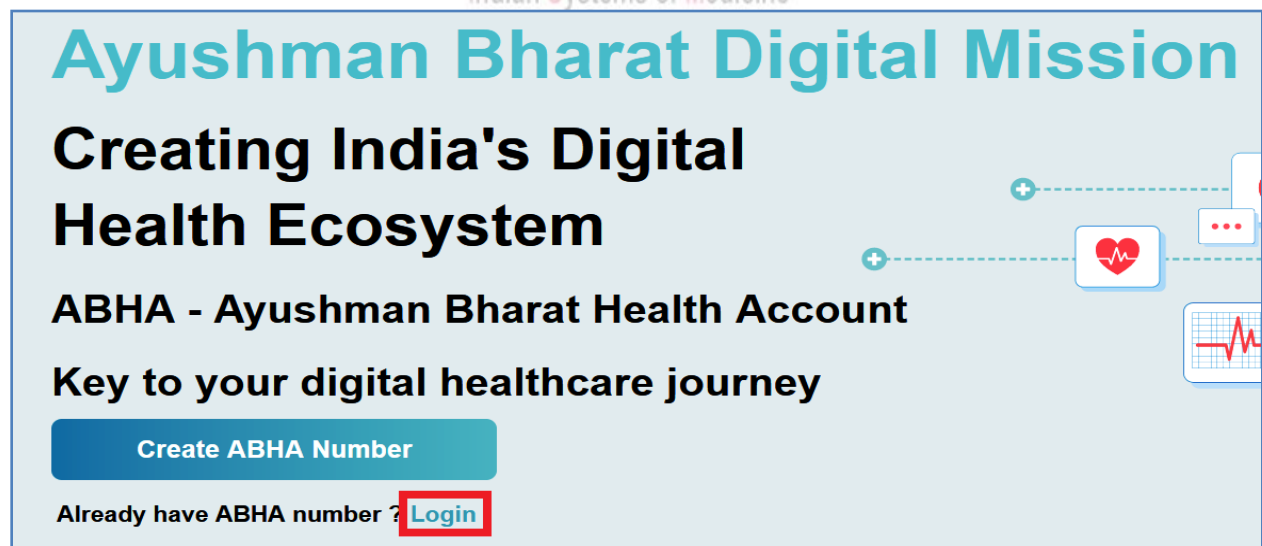 Ayushman Bharat Digital Mission
Creating India's Digital
Health Ecosystem
ABHA - Ayushman Bharat Health Account
Key to your digital healthcare journey
Create ABHA Number
Already have ABHA number ? Login